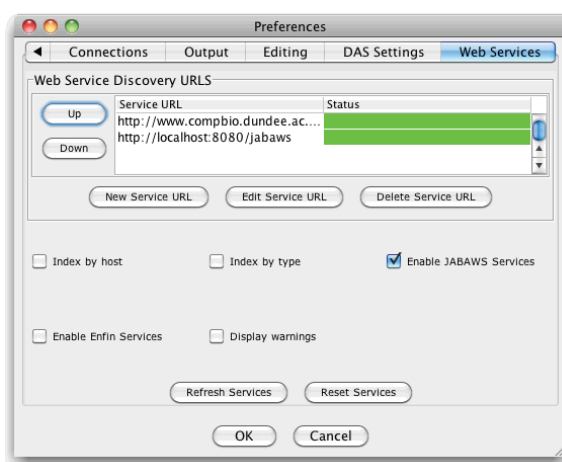 Preferences
Connections Output Editing DAS Settings Web Services
Web Service Discovery URLS
Service URL Status
Up
http://www.compbio.dundee.ac....
http://localhost:8080/jabaws
Down
New Service URL Edit Service URL Delete Service URL
Index by host Index by type Enable JABAWS Services
Enable Enfin Services Display warnings
Refresh Services Reset Services
OK Cancel